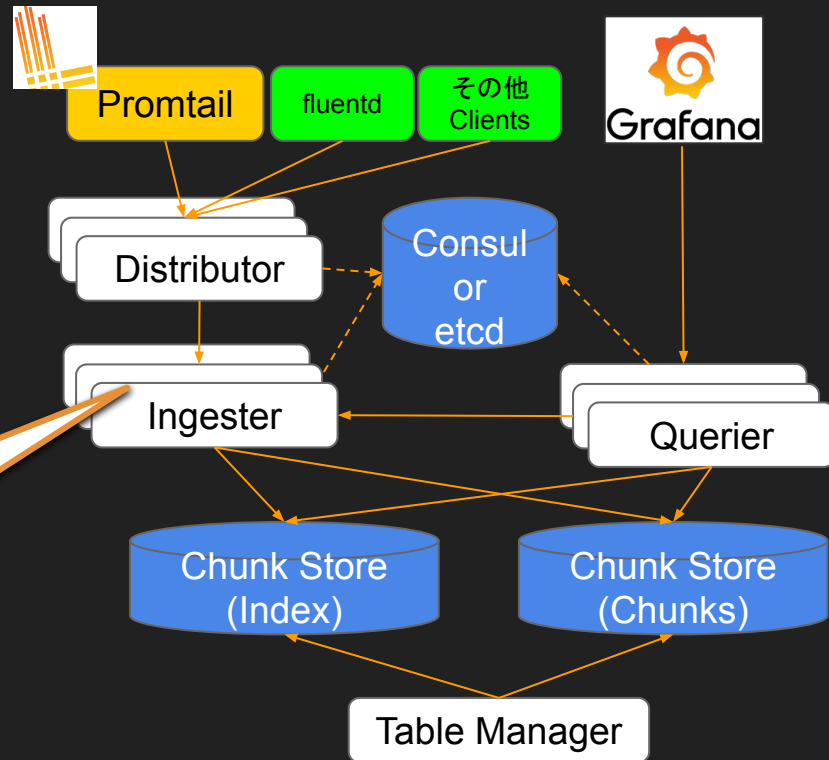 Promtail
fluentd
その他
Clients
Grafana
Distributor
Consul
or
etcd
Ingester
Querier
Chunk Store
(Index)
Chunk Store
(Chunks)
Table Manager